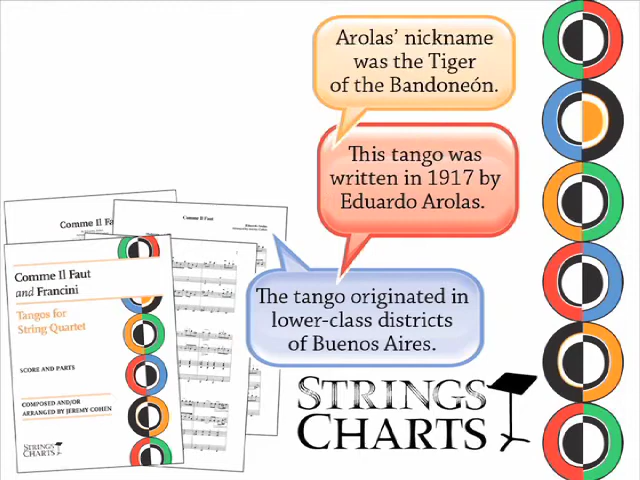 Arolas’ nickname
was the Tiger
of the Bandoneón.
This tango was
written in 1917 by
Eduardo Arolas.
The tango originated in
lower-class districts
of Buenos Aires.
Comme Il Fa
Comme Il Faut
Comme Il Faut
and Francini
Tangos for
String Quartet
SCORE AND PARTS
COMPOSED AND/OR
ARRANGED BY JEREMY COHEN
STRINGS
CHARTS
STRINGS
CHARTS